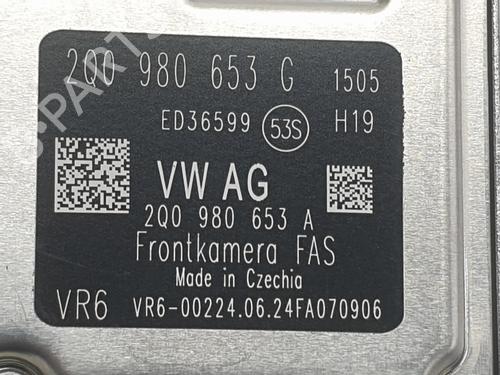 2Q0 980 653 G 1505
ED36599 53S H19
VW AG
2Q0 980 653 A
Frontkamera FAS
Made in Czechia
VR6 VR6-00224.06.24FA070906